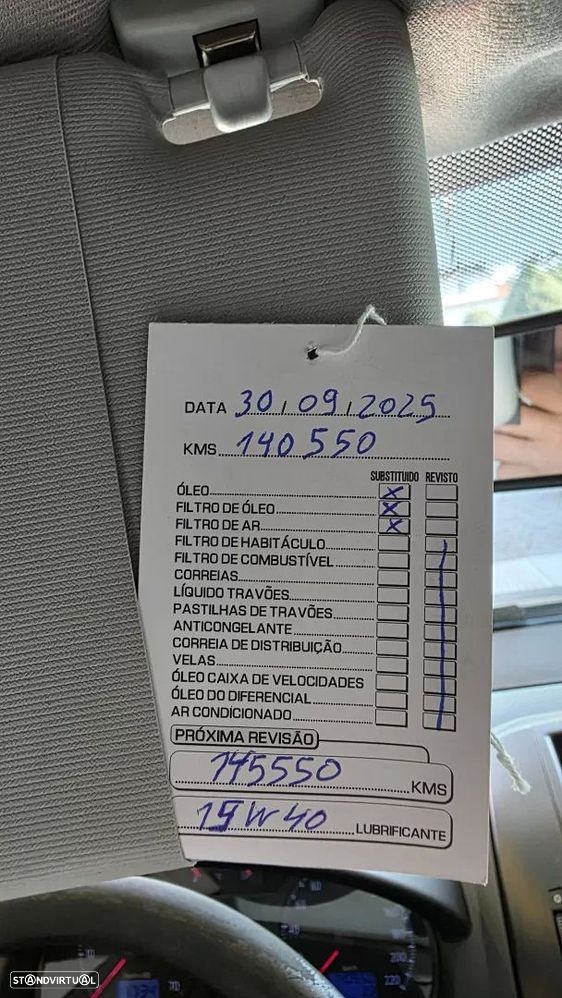 DATA 30/09/2025
KMS 140550
SUBSTITUIDO REVISTO
ÓLEO X
FILTRO DE ÓLEO X
FILTRO DE AR X
FILTRO DE HABITÁCULO
FILTRO DE COMBUSTÍVEL
CORREIAS
LÍQUIDO TRAVÕES
PASTILHAS DE TRAVÕES
ANTICONGELANTE
CORREIA DE DISTRIBUIÇÃO
VELAS
ÓLEO CAIXA DE VELOCIDADES
ÓLEO DO DIFERENCIAL
AR CONDICIONADO
PRÓXIMA REVISÃO
145550 KMS
15W40 LUBRIFICANTE
220
STANDVIRTUAL